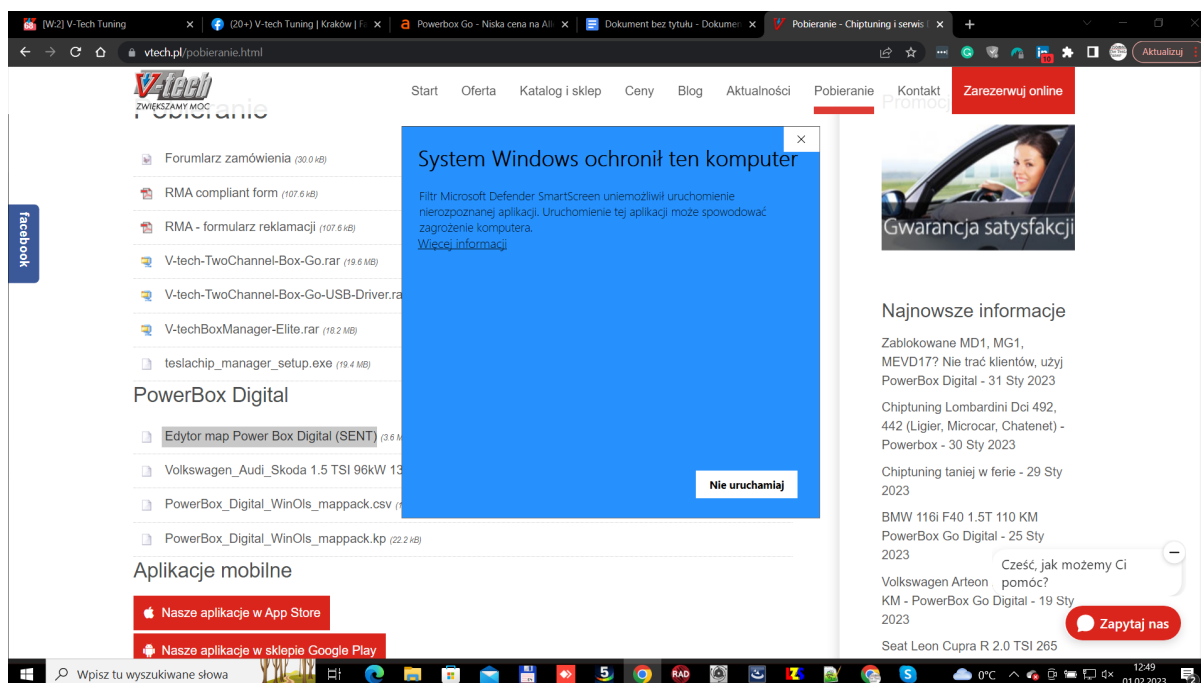 [W:2] V-Tech Tuning
(20+) V-tech Tuning | Kraków | Fa
Powerbox Go - Niska cena na All
Dokument bez tytułu - Dokumen
Pobieranie - Chiptuning i serwis
vtech.pl/pobieranie.html
10
Aktualizuj
V-tech
ZWIĘKSZAMY MOC
Start Oferta Katalog i sklep Ceny Blog Aktualności Pobieranie Kontakt Zarezerwuj online
Pobieranie
Promocj
facebook
Forumlarz zamówienia (30.0 kB)
RMA compliant form (107.6 kB)
RMA - formularz reklamacji (107.6 kB)
V-tech-TwoChannel-Box-Go.rar (19.6 MB)
V-tech-TwoChannel-Box-Go-USB-Driver.ra
V-techBoxManager-Elite.rar (18.2 MB)
teslachip_manager_setup.exe (19.4 MB)
PowerBox Digital
Edytor map Power Box Digital (SENT) (3.6 M
Volkswagen_Audi_Skoda 1.5 TSI 96kW 13
PowerBox_Digital_WinOls_mappack.csv (1
PowerBox_Digital_WinOls_mappack.kp (22.2 kB)
Aplikacje mobilne
Nasze aplikacje w App Store
Nasze aplikacje w sklepie Google Play
System Windows ochronił ten komputer
Filtr Microsoft Defender SmartScreen uniemożliwił uruchomienie
nierozpoznanej aplikacji. Uruchomienie tej aplikacji może spowodować
zagrożenie komputera.
Więcej informacji
Nie uruchamiaj
Gwarancja satysfakcji
Najnowsze informacje
Zablokowane MD1, MG1,
MEVD17? Nie trać klientów, użyj
PowerBox Digital - 31 Sty 2023
Chiptuning Lombardini Dci 492,
442 (Ligier, Microcar, Chatenet) -
Powerbox - 30 Sty 2023
Chiptuning taniej w ferie - 29 Sty
2023
BMW 116i F40 1.5T 110 KM
PowerBox Go Digital - 25 Sty
2023
Volkswagen Arteon
KM - PowerBox Go Digital - 19 Sty
2023
Seat Leon Cupra R 2.0 TSI 265
Cześć, jak możemy Ci
pomóc?
Zapytaj nas
Wpisz tu wyszukiwane słowa
RAD
0°C
12:49
01.02.2023